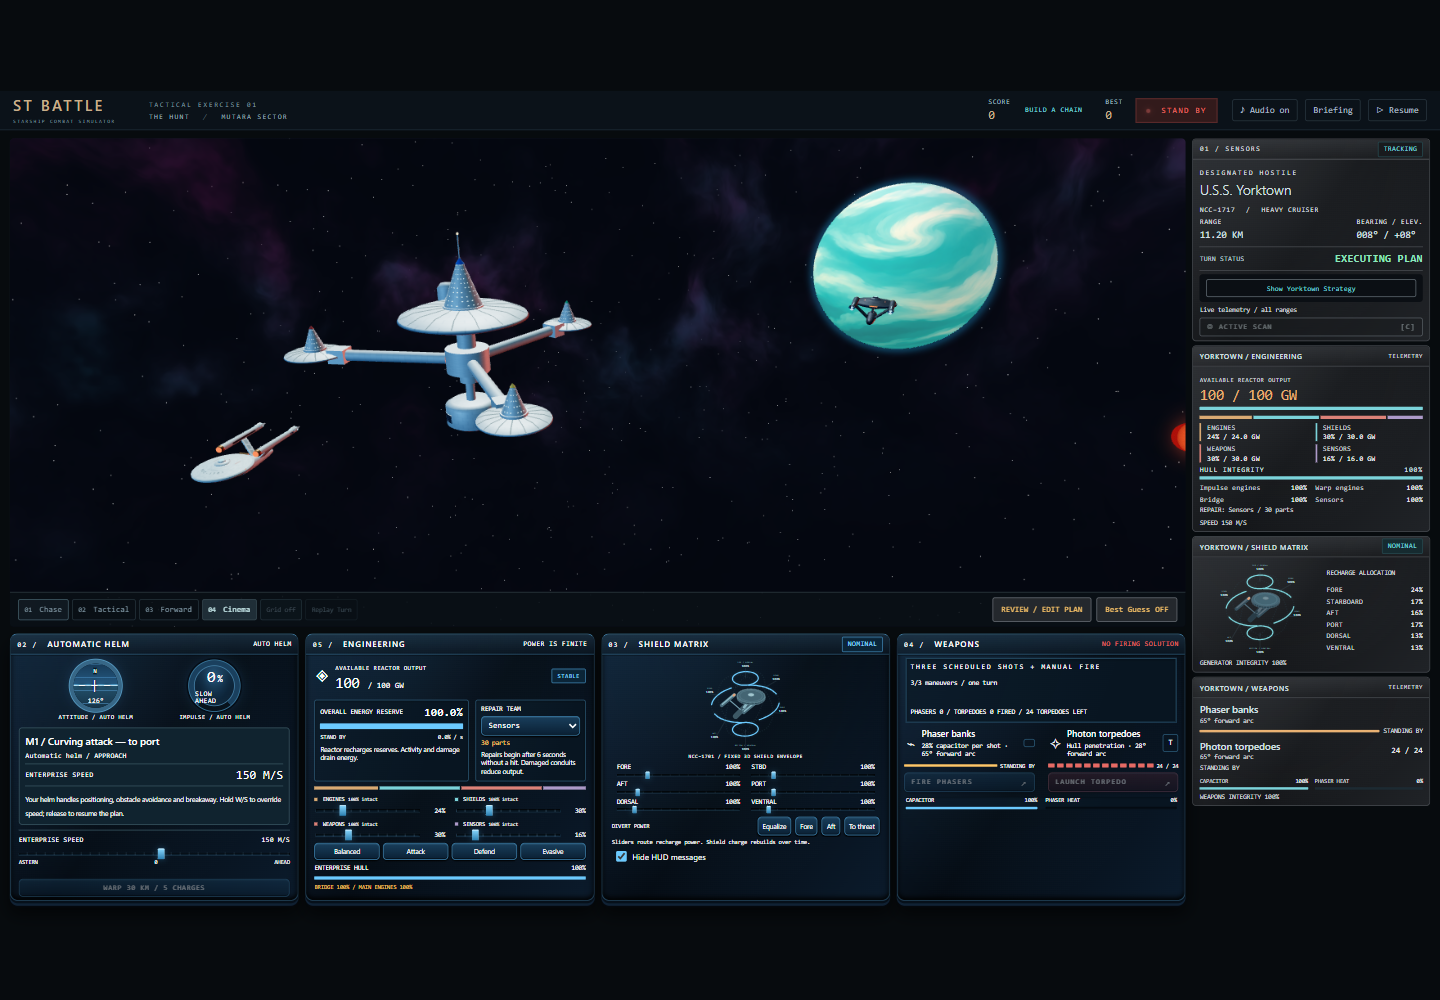 ST BATTLE
STARSHIP COMBAT SIMULATOR
TACTICAL EXERCISE 01
THE HUNT / MUTARA SECTOR
SCORE
0
BUILD A CHAIN
BEST
0
STAND BY
♪ Audio on
Briefing
▷ Resume
01 / SENSORS
TRACKING
DESIGNATED HOSTILE
U.S.S. Yorktown
NCC-1717 / HEAVY CRUISER
RANGE
BEARING / ELEV.
11.20 KM
008° / +08°
TURN STATUS
EXECUTING PLAN
Show Yorktown Strategy
Live telemetry / all ranges
ACTIVE SCAN
[C]
YORKTOWN / ENGINEERING
TELEMETRY
AVAILABLE REACTOR OUTPUT
100 / 100 GW
ENGINES
24% / 24.0 GW
SHIELDS
30% / 30.0 GW
WEAPONS
30% / 30.0 GW
SENSORS
16% / 16.0 GW
HULL INTEGRITY
100%
Impulse engines 100%
Warp engines 100%
Bridge 100%
Sensors 100%
REPAIR: Sensors / 30 parts
SPEED 150 M/S
YORKTOWN / SHIELD MATRIX
NOMINAL
RECHARGE ALLOCATION
FORE 24%
STARBOARD 17%
AFT 16%
PORT 17%
DORSAL 13%
VENTRAL 13%
GENERATOR INTEGRITY 100%
YORKTOWN / WEAPONS
TELEMETRY
Phaser banks
65° forward arc
STANDING BY
Photon torpedoes
24 / 24
28° forward arc
STANDING BY
CAPACITOR 100%
PHASER HEAT 0%
WEAPONS INTEGRITY 100%
01 Chase
02 Tactical
03 Forward
04 Cinema
Grid off
Replay Turn
REVIEW / EDIT PLAN
Best Guess OFF
02 / AUTOMATIC HELM
AUTO HELM
N
126°
0%
SLOW
AHEAD
ATTITUDE / AUTO HELM
IMPULSE / AUTO HELM
M1 / Curving attack — to port
Automatic helm / APPROACH
ENTERPRISE SPEED
150 M/S
Your helm handles positioning, obstacle avoidance and breakaway. Hold W/S to override
speed; release to resume the plan.
ENTERPRISE SPEED
150 M/S
ASTERN
0
AHEAD
WARP 30 KM / 5 CHARGES
05 / ENGINEERING
POWER IS FINITE
AVAILABLE REACTOR OUTPUT
100 / 100 GW
STABLE
OVERALL ENERGY RESERVE 100.0%
STAND BY 0.0% / s
Reactor recharges reserves. Activity and damage
drain energy.
REPAIR TEAM
Sensors
30 parts
Repairs begin after 6 seconds
without a hit. Damaged conduits
reduce output.
ENGINES 100% intact
24%
SHIELDS 100% intact
30%
WEAPONS 100% intact
30%
SENSORS 100% intact
16%
Balanced
Attack
Defend
Evasive
ENTERPRISE HULL
100%
BRIDGE 100% / MAIN ENGINES 100%
03 / SHIELD MATRIX
NOMINAL
NCC-1701 / FIXED 3D SHIELD ENVELOPE
FORE 100%
STBD 100%
AFT 100%
PORT 100%
DORSAL 100%
VENTRAL 100%
DIVERT POWER
Equalize
Fore
Aft
To threat
Sliders route recharge power. Shield charge rebuilds over time.
Hide HUD messages
04 / WEAPONS
NO FIRING SOLUTION
THREE SCHEDULED SHOTS + MANUAL FIRE
3/3 maneuvers / one turn
PHASERS 0 / TORPEDOES 0 FIRED / 24 TORPEDOES LEFT
Phaser banks
28% capacitor per shot ·
65° forward arc
STANDING BY
Photon torpedoes
Hull penetration · 28°
forward arc
T
24 / 24
FIRE PHASERS
LAUNCH TORPEDO
CAPACITOR 100%
PHASER HEAT 0%